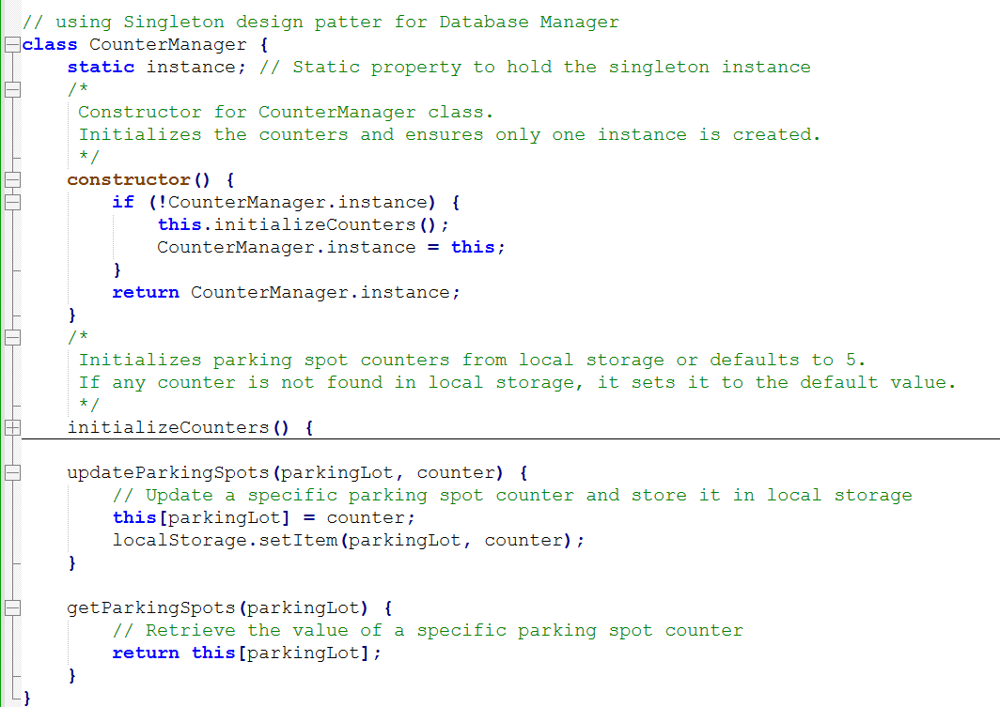 // using Singleton design patter for Database Manager
class CounterManager {
static instance; // Static property to hold the singleton instance
/*
Constructor for CounterManager class.
Initializes the counters and ensures only one instance is created.
*/
constructor() {
if (!CounterManager.instance) {
this.initializeCounters();
CounterManager.instance = this;
}
return CounterManager.instance;
}
/*
Initializes parking spot counters from local storage or defaults to 5.
If any counter is not found in local storage, it sets it to the default value.
*/
initializeCounters() {
updateParkingSpots(parkingLot, counter) {
// Update a specific parking spot counter and store it in local storage
this[parkingLot] = counter;
localStorage.setItem(parkingLot, counter);
}
getParkingSpots(parkingLot) {
// Retrieve the value of a specific parking spot counter
return this[parkingLot];
}
}